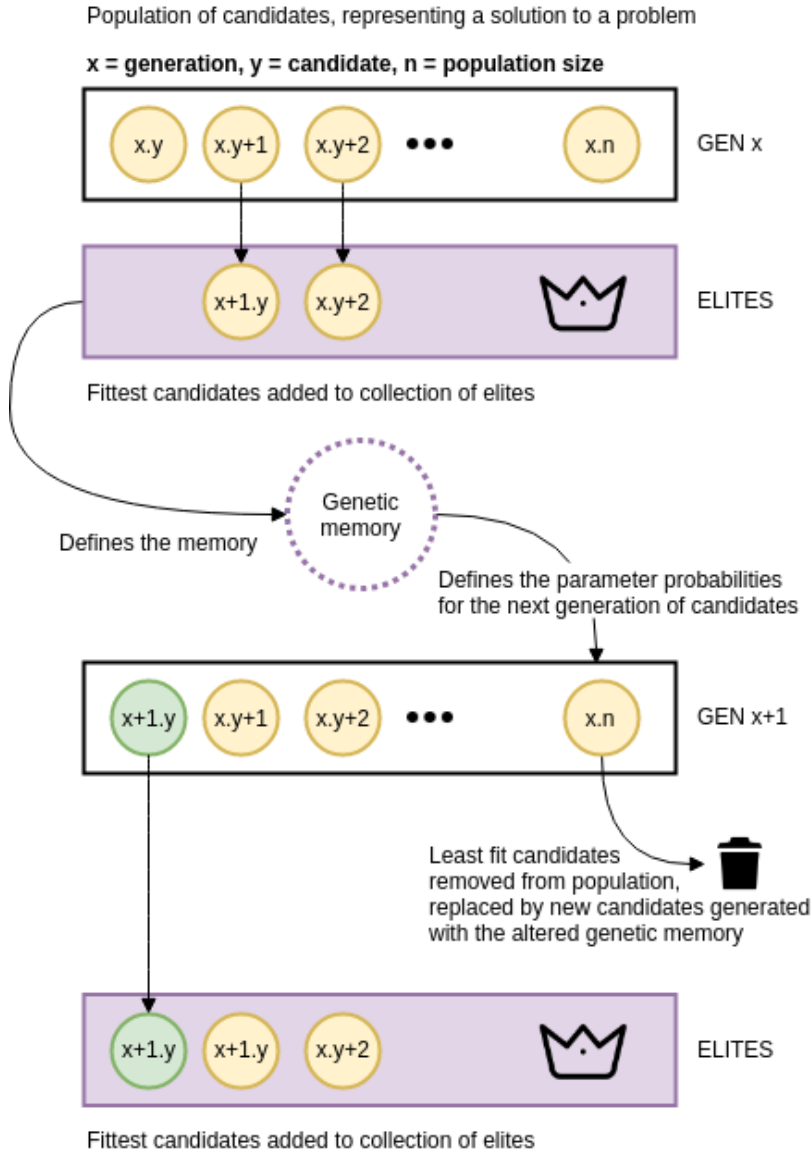 Population of candidates, representing a solution to a problem
x = generation, y = candidate, n = population size
x.y x.y+1 x.y+2 ••• x.n GEN x
x+1.y x.y+2 ELITES
Fittest candidates added to collection of elites
Genetic
memory
Defines the memory
Defines the parameter probabilities
for the next generation of candidates
x+1.y x.y+1 x.y+2 ••• x.n GEN x+1
Least fit candidates
removed from population,
replaced by new candidates generated
with the altered genetic memory
x+1.y x+1.y x.y+2 ELITES
Fittest candidates added to collection of elites